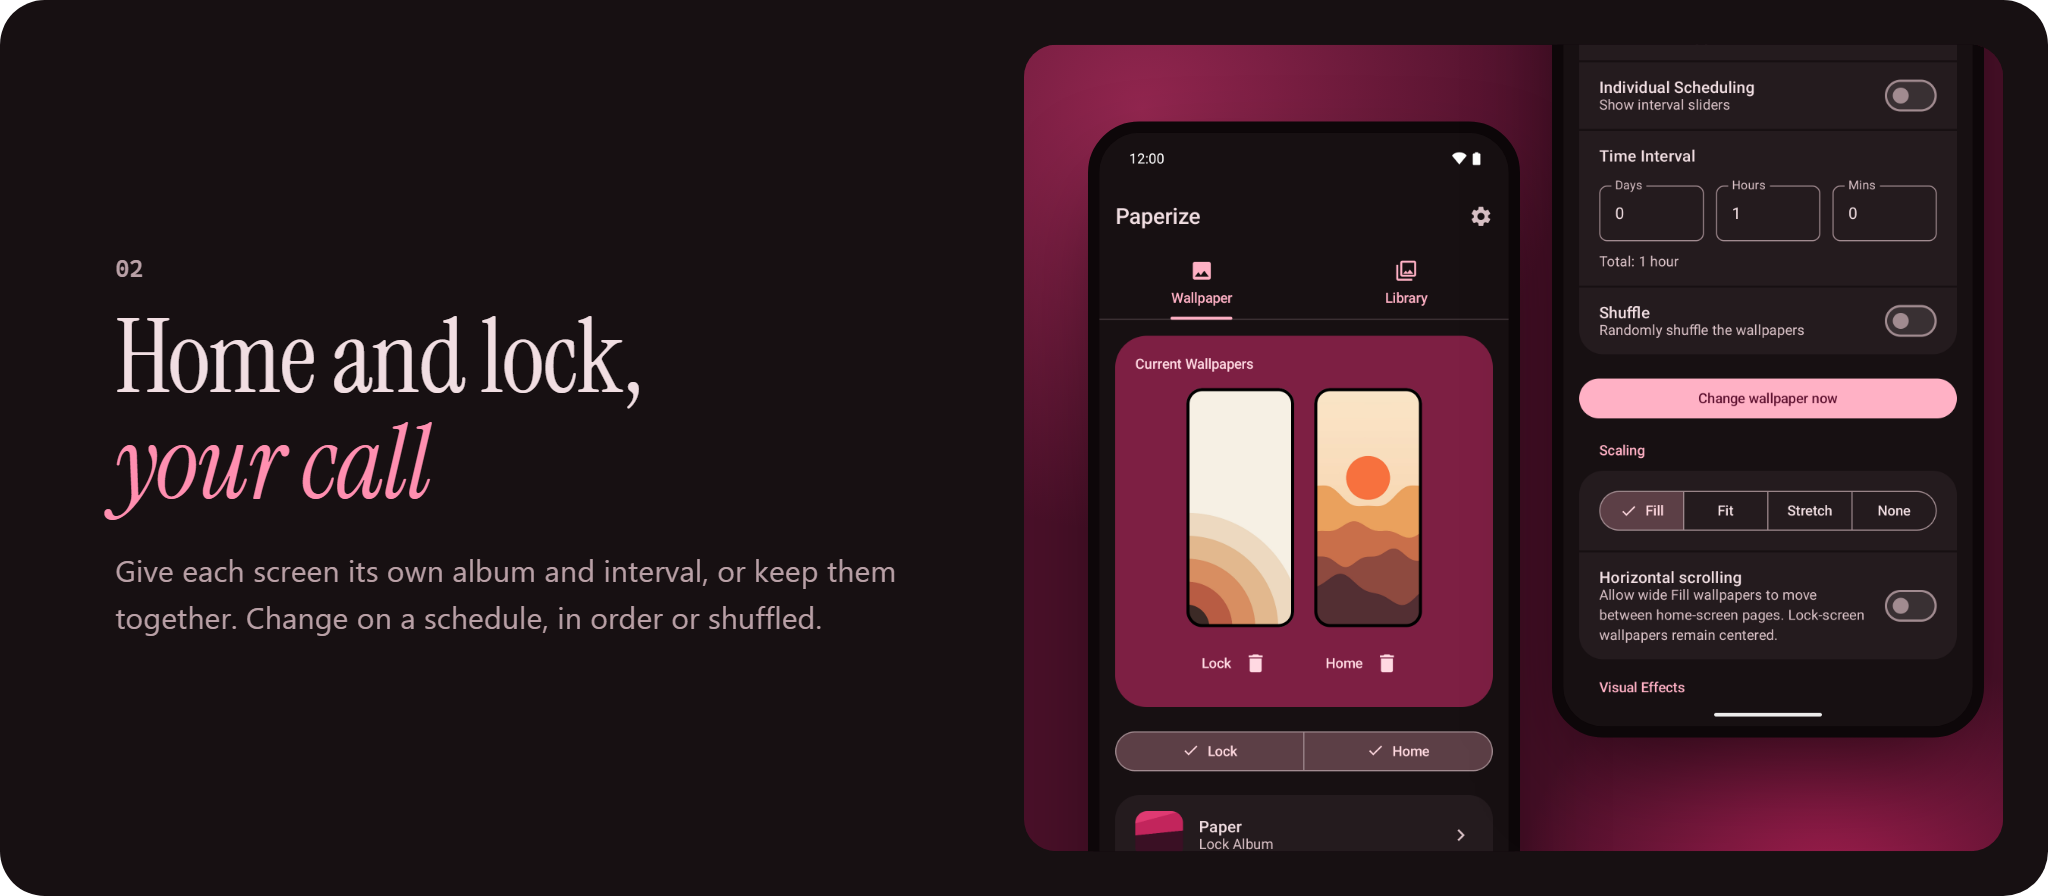 02
Home and lock,
your call
Give each screen its own album and interval, or keep them
together. Change on a schedule, in order or shuffled.
12:00
Paperize
Wallpaper
Library
Current Wallpapers
Lock
Home
Lock
Home
Paper
Lock Album
Individual Scheduling
Show interval sliders
Time Interval
Days
Hours
Mins
0
1
0
Total: 1 hour
Shuffle
Randomly shuffle the wallpapers
Change wallpaper now
Scaling
Fill
Fit
Stretch
None
Horizontal scrolling
Allow wide Fill wallpapers to move
between home-screen pages. Lock-screen
wallpapers remain centered.
Visual Effects